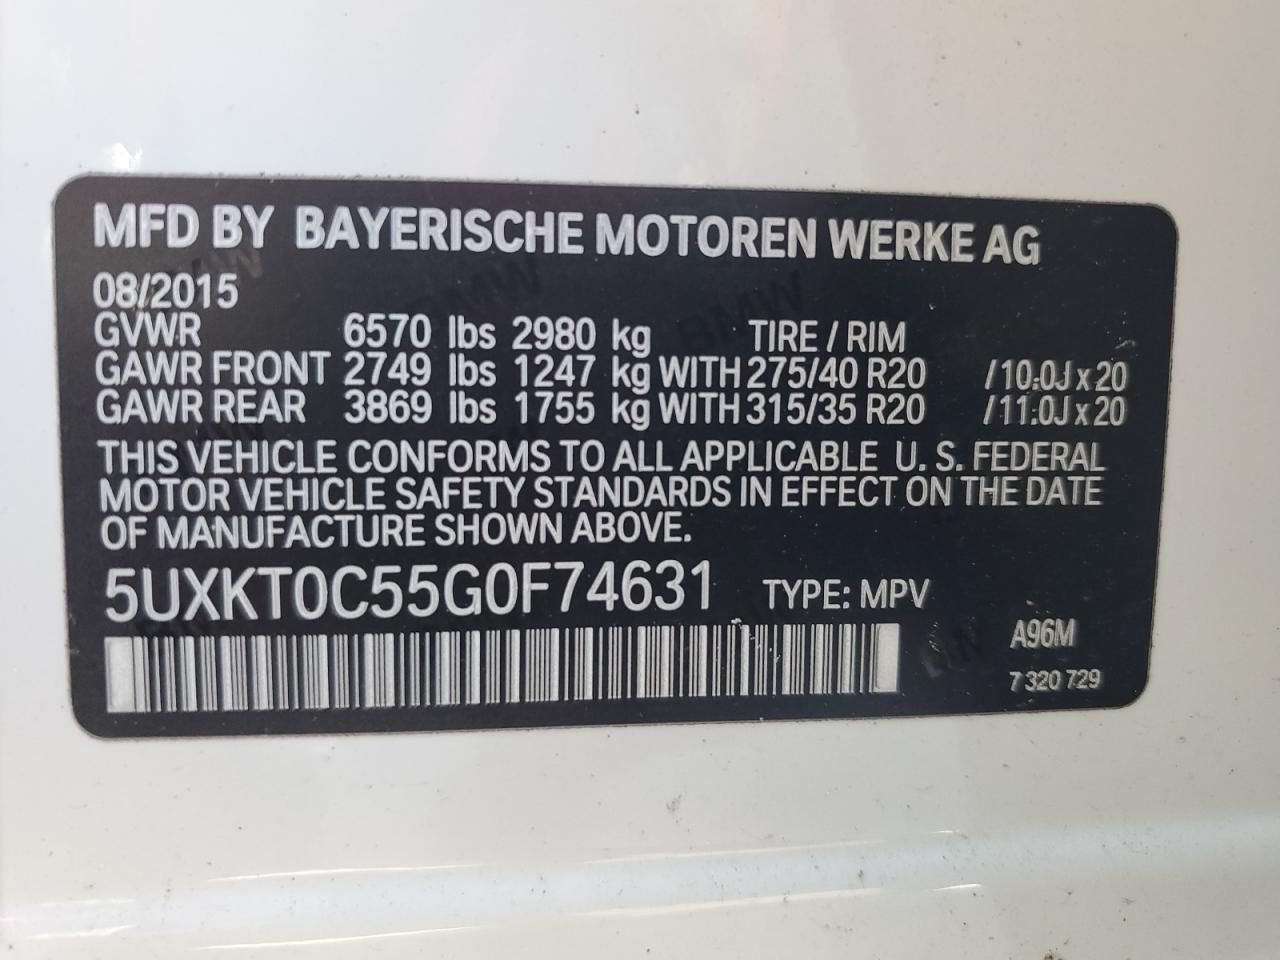 MFD BY BAYERISCHE MOTOREN WERKE AG
08/2015
GVWR 6570 lbs 2980 kg TIRE / RIM
GAWR FRONT 2749 lbs 1247 kg WITH 275/40 R20 /10.0J x 20
GAWR REAR 3869 lbs 1755 kg WITH 315/35 R20 /11.0J x 20
THIS VEHICLE CONFORMS TO ALL APPLICABLE U. S. FEDERAL
MOTOR VEHICLE SAFETY STANDARDS IN EFFECT ON THE DATE
OF MANUFACTURE SHOWN ABOVE.
5UXKT0C55G0F74631 TYPE: MPV
A96M
7 320 729